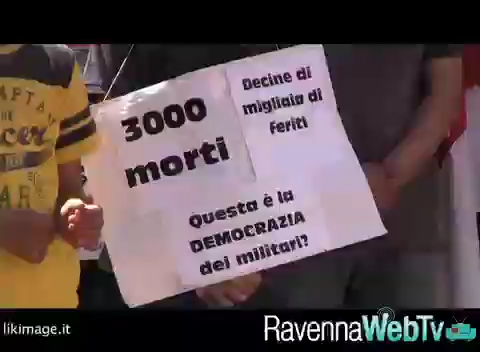 3000
morti
Decine di
migliaia di
Feriti
Questa è la
DEMOCRAZIA
dei militari?
likimage.it
RavennaWebTv